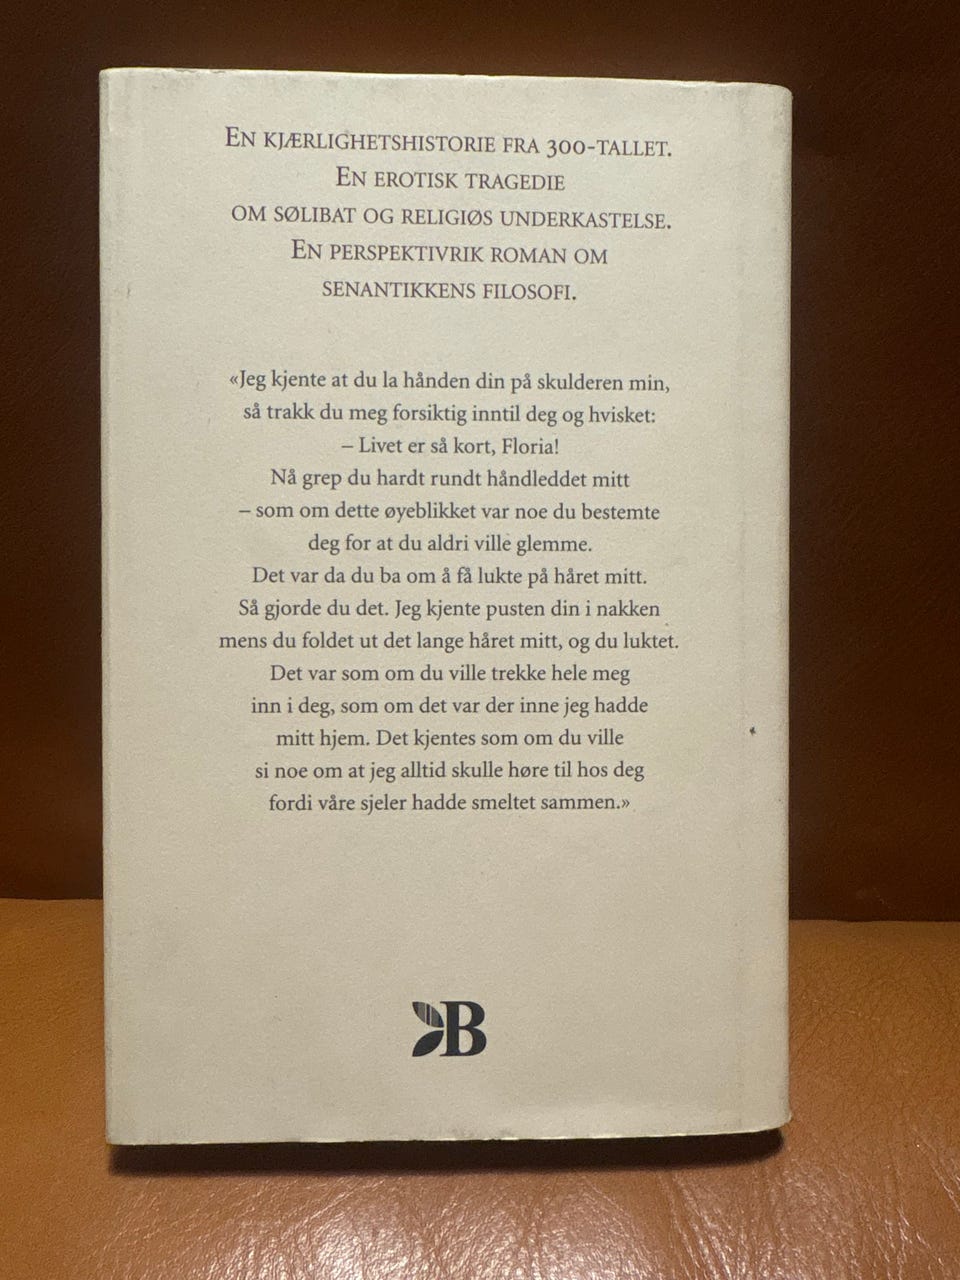 En kjærlighetshistorie fra 300-tallet.
En erotisk tragedie
om sølibat og religiøs underkastelse.
En perspektivrik roman om
senantikkens filosofi.
«Jeg kjente at du la hånden din på skulderen min,
så trakk du meg forsiktig inntil deg og hvisket:
– Livet er så kort, Floria!
Nå grep du hardt rundt håndleddet mitt
– som om dette øyeblikket var noe du bestemte
deg for at du aldri ville glemme.
Det var da du ba om å få lukte på håret mitt.
Så gjorde du det. Jeg kjente pusten din i nakken
mens du foldet ut det lange håret mitt, og du luktet.
Det var som om du ville trekke hele meg
inn i deg, som om det var der inne jeg hadde
mitt hjem. Det kjentes som om du ville
si noe om at jeg alltid skulle høre til hos deg
fordi våre sjeler hadde smeltet sammen.»
B